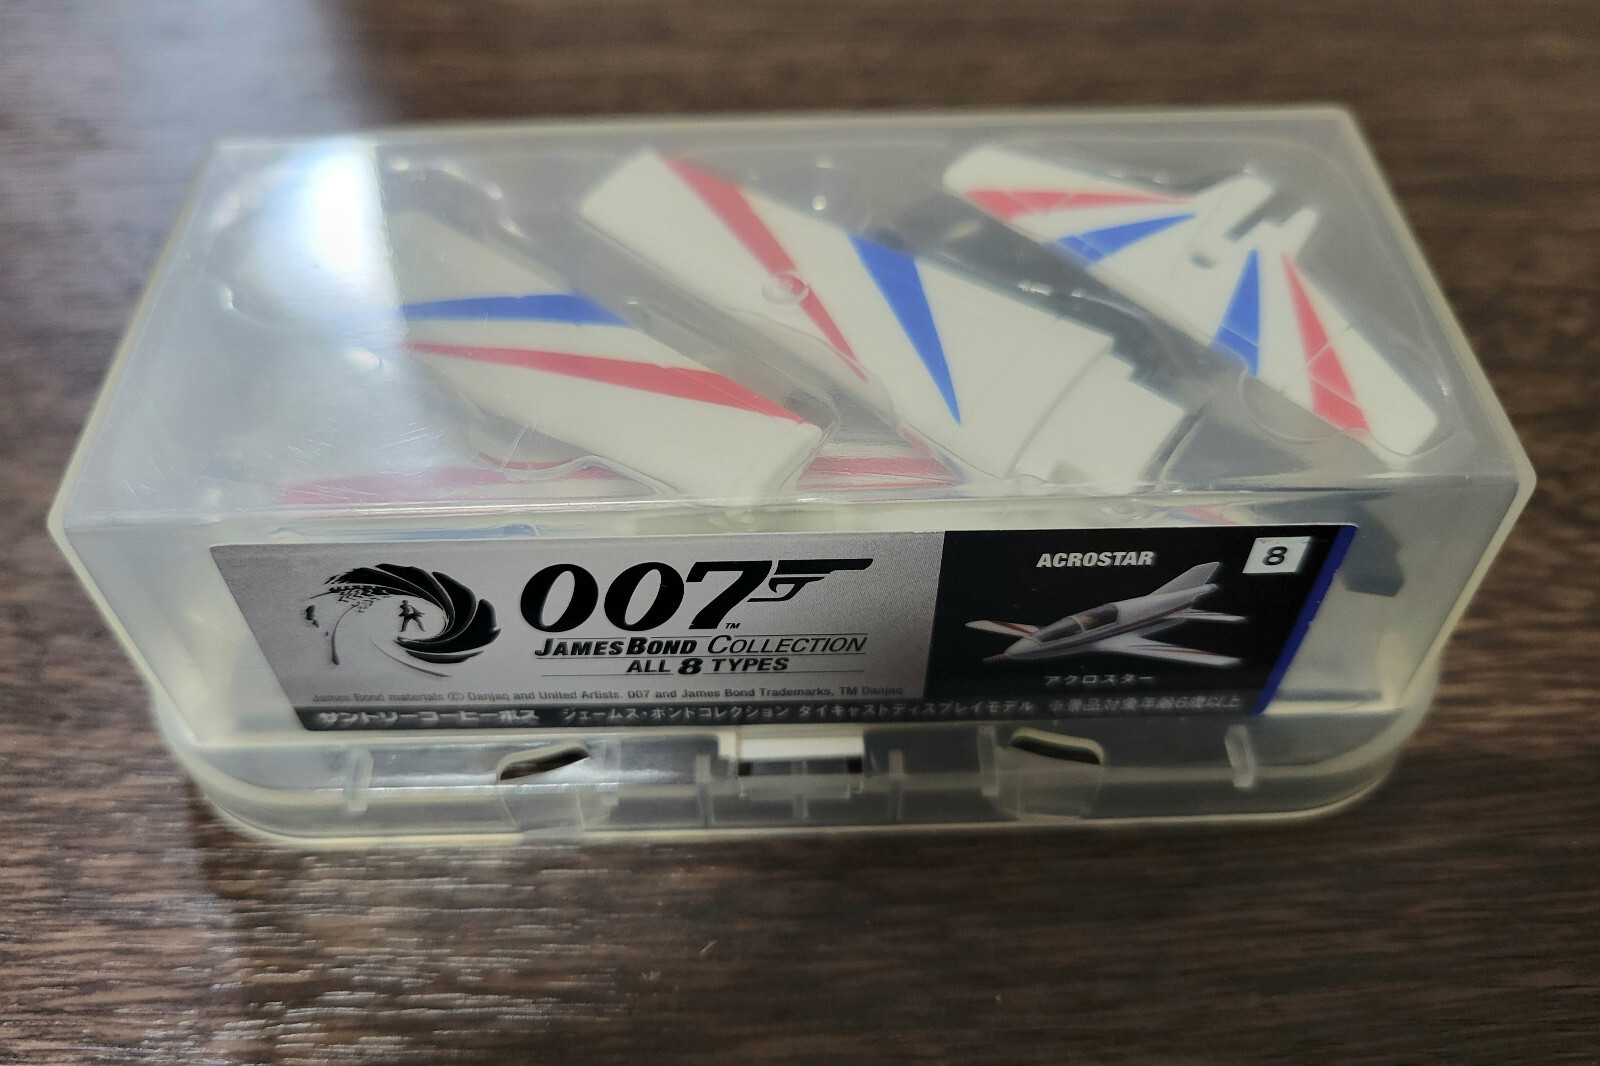 007 TM
JAMES BOND COLLECTION
ALL 8 TYPES
James Bond materials © Danjaq and United Artists. 007 and James Bond Trademarks, TM Danjaq
サントリーコーヒーボス ジェームス・ボンドコレクション ダイキャストディスプレイモデル ※景品対象年齢6歳以上
ACROSTAR
8
アクロスター